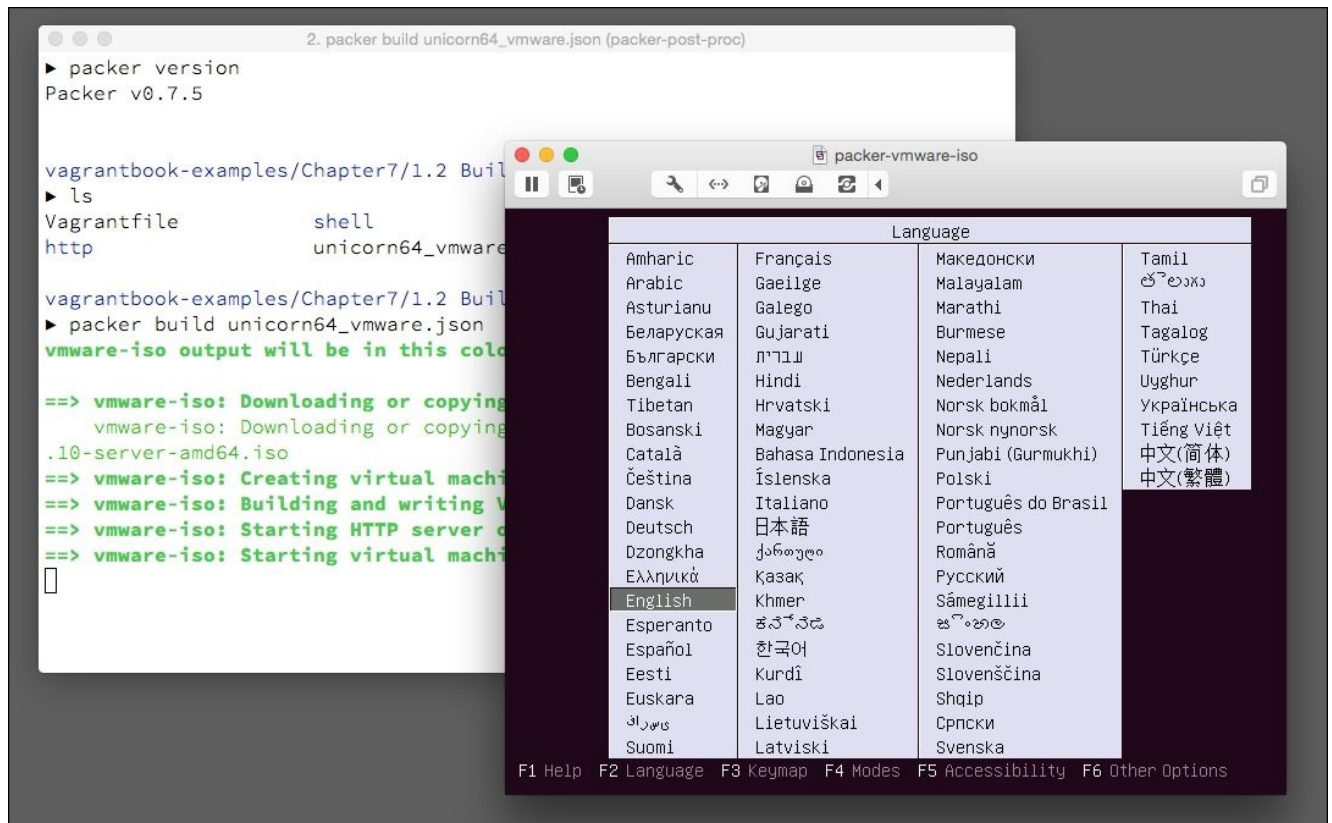 2. packer build unicorn64_vmware.json (packer-post-proc)
▶ packer version
Packer v0.7.5
vagrantbook-examples/Chapter7/1.2 Buil
▶ ls
Vagrantfile shell
http unicorn64_vmware
vagrantbook-examples/Chapter7/1.2 Buil
▶ packer build unicorn64_vmware.json
vmware-iso output will be in this colo
==> vmware-iso: Downloading or copying
vmware-iso: Downloading or copying
.10-server-amd64.iso
==> vmware-iso: Creating virtual machi
==> vmware-iso: Building and writing V
==> vmware-iso: Starting HTTP server o
==> vmware-iso: Starting virtual machi
packer-vmware-iso
Language
Amharic
Arabic
Asturianu
Беларуская
Български
Bengali
Tibetan
Bosanski
Català
Čeština
Dansk
Deutsch
Dzongkha
Ελληνικά
English
Esperanto
Español
Eesti
Euskara
Suomi
Français
Gaeilge
Galego
Gujarati
עברית
Hindi
Hrvatski
Magyar
Bahasa Indonesia
Íslenska
Italiano
日本語
ქართული
Қазақ
Khmer
한국어
Kurdî
Lao
Lietuviškai
Latviski
Македонски
Malayalam
Marathi
Burmese
Nepali
Nederlands
Norsk bokmål
Norsk nynorsk
Punjabi (Gurmukhi)
Polski
Português do Brasil
Português
Română
Русский
Sámegillii
Slovenčina
Slovenščina
Shqip
Српски
Svenska
Tamil
Thai
Tagalog
Türkçe
Uyghur
Українська
Tiếng Việt
中文(简体)
中文(繁體)
F1 Help F2 Language F3 Keymap F4 Modes F5 Accessibility F6 Other Options